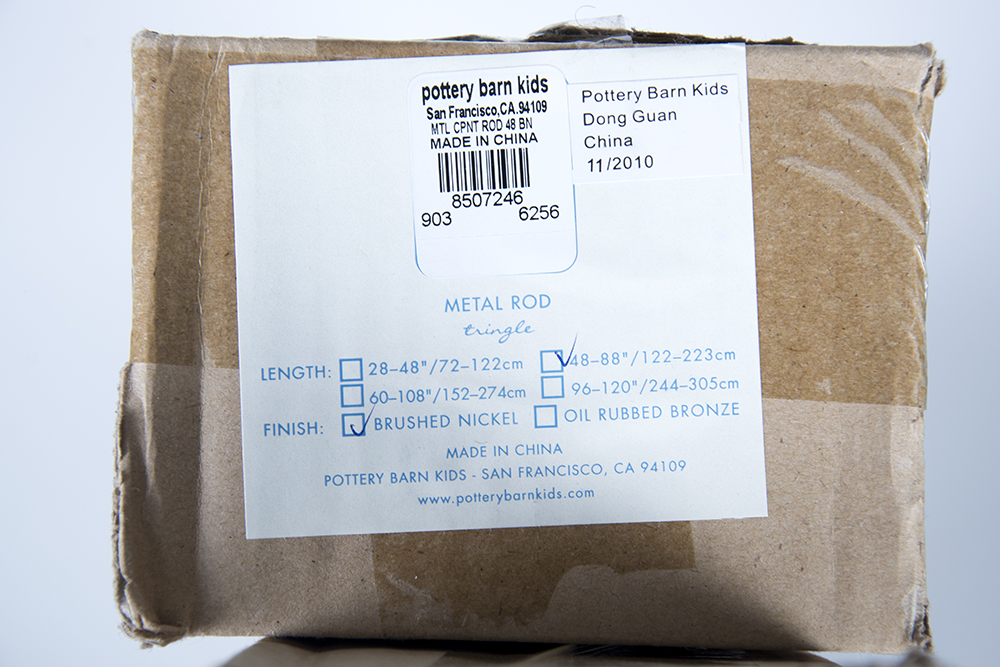 pottery barn kids
San Francisco,CA.94109
MTL CPNT ROD 48 BN
MADE IN CHINA
8507246
903 6256
Pottery Barn Kids
Dong Guan
China
11/2010
METAL ROD
tringle
LENGTH: 28–48"/72–122cm 48–88"/122–223cm
60–108"/152–274cm 96–120"/244–305cm
FINISH: BRUSHED NICKEL OIL RUBBED BRONZE
MADE IN CHINA
POTTERY BARN KIDS - SAN FRANCISCO, CA 94109
www.potterybarnkids.com